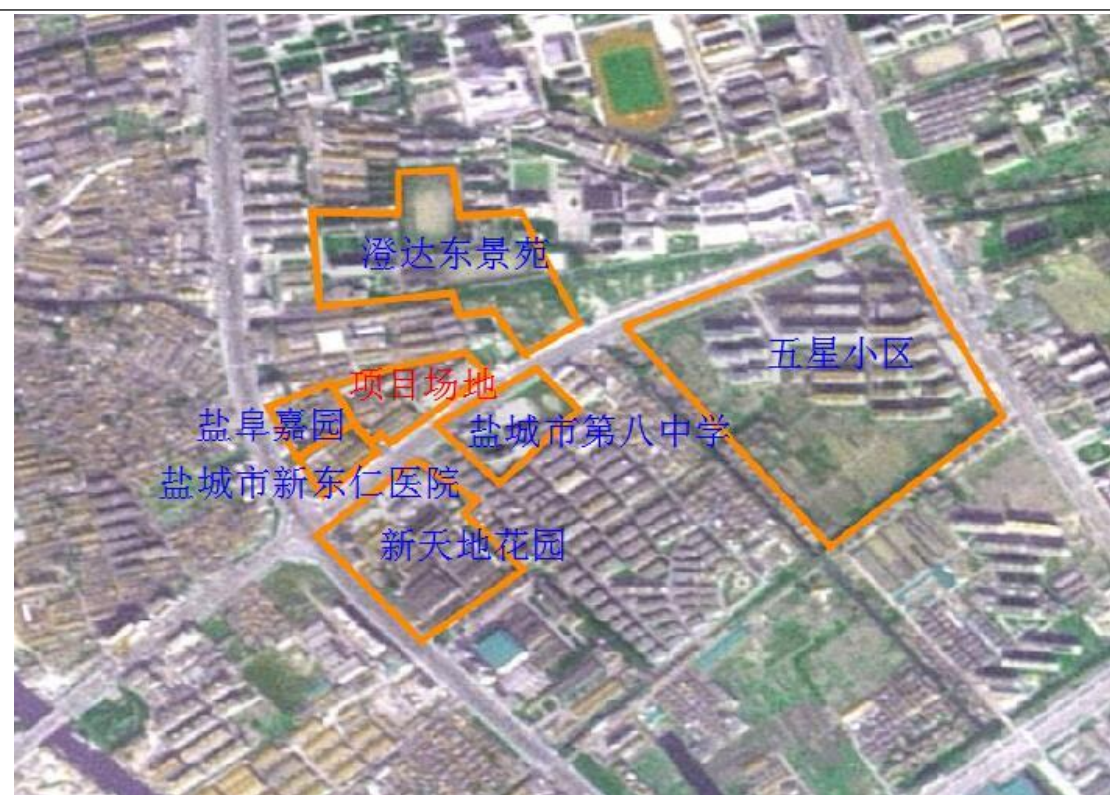 澄达东景苑
五星小区
项目场地
盐阜嘉园
盐城市第八中学
盐城市新东仁医院
新天地花园